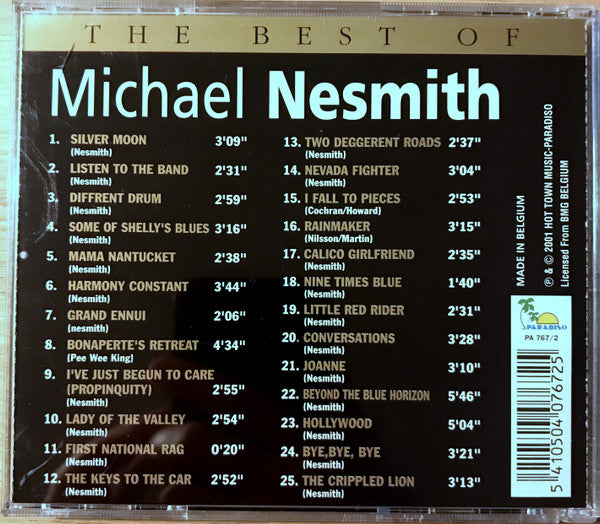 THE BEST OF
Michael Nesmith
1. SILVER MOON 3'09"
(Nesmith)
2. LISTEN TO THE BAND 2'31"
(Nesmith)
3. DIFFRENT DRUM 2'59"
(Nesmith)
4. SOME OF SHELLY'S BLUES 3'16"
(Nesmith)
5. MAMA NANTUCKET 2'38"
(Nesmith)
6. HARMONY CONSTANT 3'44"
(Nesmith)
7. GRAND ENNUI 2'06"
(nesmith)
8. BONAPERTE'S RETREAT 4'34"
(Pee Wee King)
9. I'VE JUST BEGUN TO CARE
(PROPINQUITY) 2'55"
(Nesmith)
10. LADY OF THE VALLEY 2'54"
(Nesmith)
11. FIRST NATIONAL RAG 0'20"
(Nesmith)
12. THE KEYS TO THE CAR 2'52"
(Nesmith)
13. TWO DEGGERENT ROADS 2'37"
(Nesmith)
14. NEVADA FIGHTER 3'04"
(Nesmith)
15. I FALL TO PIECES 2'53"
(Cochran/Howard)
16. RAINMAKER 3'15"
(Nilsson/Martin)
17. CALICO GIRLFRIEND 2'35"
(Nesmith)
18. NINE TIMES BLUE 1'40"
(Nesmith)
19. LITTLE RED RIDER 2'31"
(Nesmith)
20. CONVERSATIONS 3'28"
(Nesmith)
21. JOANNE 3'10"
(Nesmith)
22. BEYOND THE BLUE HORIZON 5'46"
(Nesmith)
23. HOLLYWOOD 5'04"
(Nesmith)
24. BYE,BYE, BYE 3'21"
(Nesmith)
25. THE CRIPPLED LION 3'13"
(Nesmith)
MADE IN BELGIUM
℗ & © 2001 HOT TOWN MUSIC-PARADISO
Licensed From BMG BELGIUM
PARADISO
PA 767/2
5 410504 076725